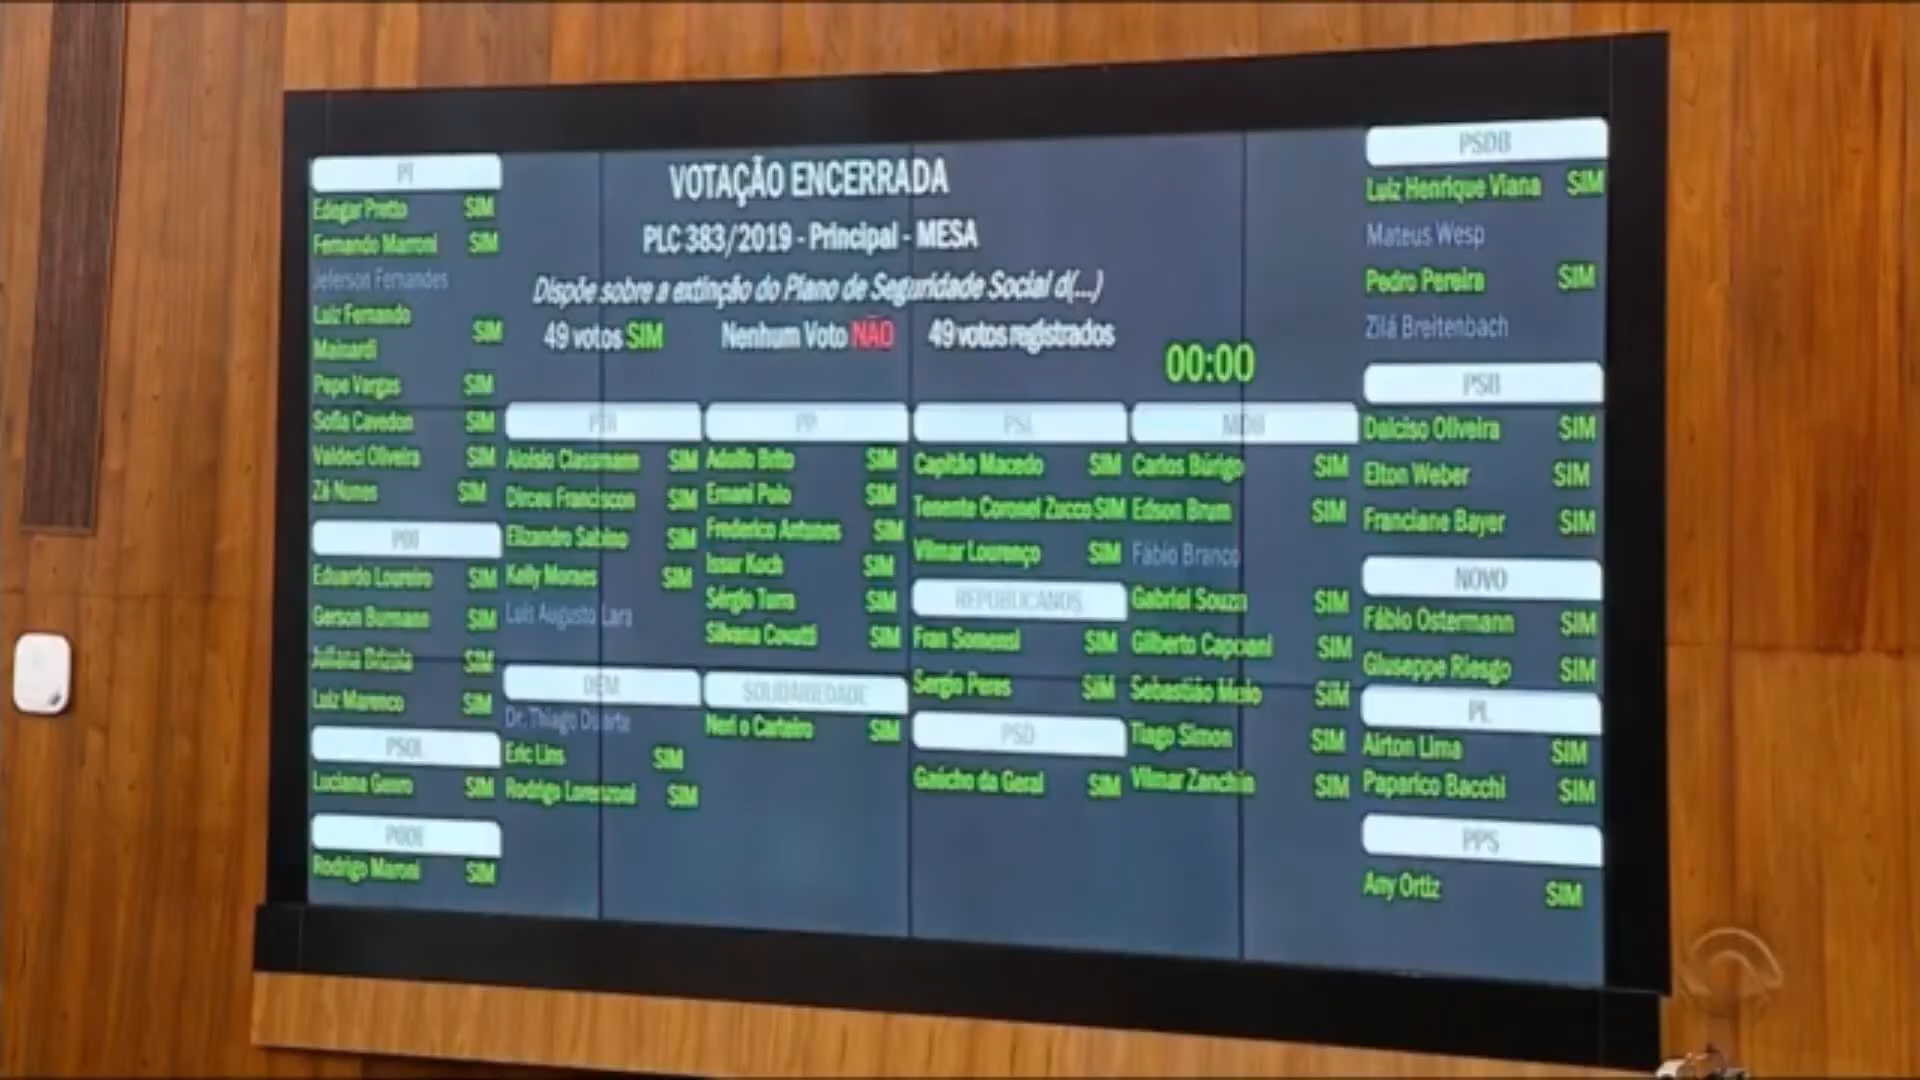 VOTAÇÃO ENCERRADA
PLC 383/2019 - Principal - MESA
Dispõe sobre a extinção do Plano de Seguridade Social d(...)
49 votos SIM Nenhum Voto NÃO 49 votos registrados
00:00
PT
Edegar Pretto SIM
Fernando Marroni SIM
Jeferson Fernandes
Luiz Fernando
Mainardi SIM
Pepe Vargas SIM
Sofia Cavedon SIM
Valdeci Oliveira SIM
Zé Nunes SIM
PDT
Eduardo Loureiro SIM
Gerson Burmann SIM
Juliana Brizola SIM
Luiz Marenco SIM
PSOL
Luciana Genro SIM
PODE
Rodrigo Maroni SIM
PTB
Aloísio Classmann SIM
Dirceu Franciscon SIM
Elizandro Sabino SIM
Kelly Moraes SIM
Luís Augusto Lara
DEM
Dr. Thiago Duarte
Eric Lins SIM
Rodrigo Lorenzoni SIM
PP
Adolfo Brito SIM
Ernani Polo SIM
Frederico Antunes SIM
Issur Koch SIM
Sérgio Turra SIM
Silvana Covatti SIM
SOLIDARIEDADE
Neri o Carteiro SIM
PSL
Capitão Macedo SIM
Tenente Coronel Zucco SIM
Vilmar Lourenço SIM
REPUBLICANOS
Fran Somensi SIM
Sergio Peres SIM
PSD
Gaúcho da Geral SIM
MDB
Carlos Búrigo SIM
Edson Brum SIM
Fábio Branco
Gabriel Souza SIM
Gilberto Capoani SIM
Sebastião Melo SIM
Tiago Simon SIM
Vilmar Zanchin SIM
PSDB
Luiz Henrique Viana SIM
Mateus Wesp
Pedro Pereira SIM
Zilá Breitenbach
PSB
Dalciso Oliveira SIM
Elton Weber SIM
Franciane Bayer SIM
NOVO
Fábio Ostermann SIM
Giuseppe Riesgo SIM
PL
Airton Lima SIM
Paparico Bacchi SIM
PPS
Any Ortiz SIM